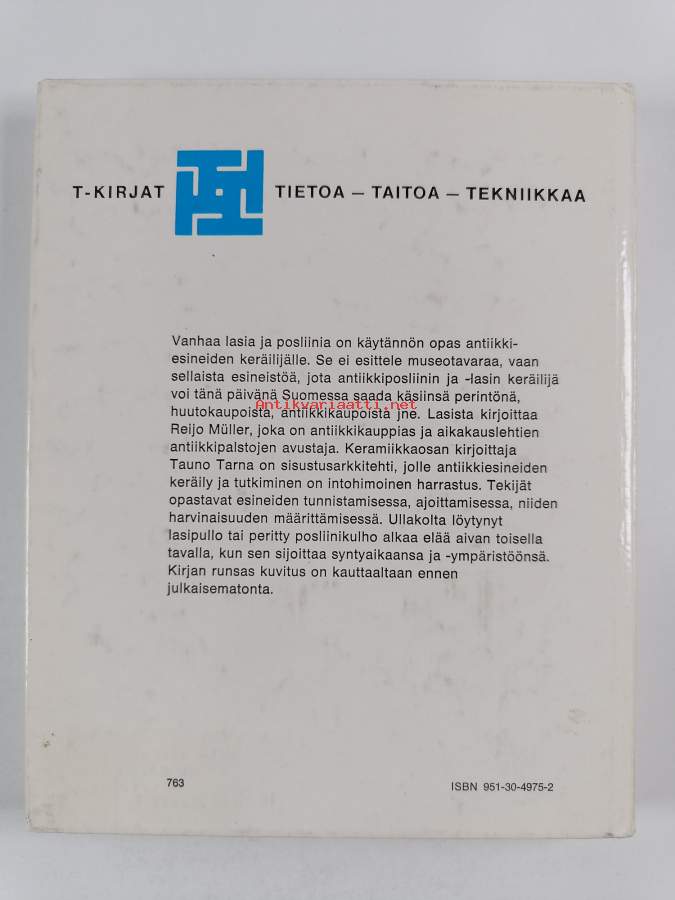 T-KIRJAT TIETOA — TAITOA — TEKNIIKKAA
Vanhaa lasia ja posliinia on käytännön opas antiikki-
esineiden keräilijälle. Se ei esittele museotavaraa, vaan
sellaista esineistöä, jota antiikkiposliinin ja -lasin keräilijä
voi tänä päivänä Suomessa saada käsiinsä perintönä,
Antikvariaatti.net
huutokaupoista, antiikkikaupoista jne. Lasista kirjoittaa
Reijo Müller, joka on antiikkikauppias ja aikakauslehtien
antiikkipalstojen avustaja. Keramiikkaosan kirjoittaja
Tauno Tarna on sisustusarkkitehti, jolle antiikkiesineiden
keräily ja tutkiminen on intohimoinen harrastus. Tekijät
opastavat esineiden tunnistamisessa, ajoittamisessa, niiden
harvinaisuuden määrittämisessä. Ullakolta löytynyt
lasipullo tai peritty posliinikulho alkaa elää aivan toisella
tavalla, kun sen sijoittaa syntyaikaansa ja -ympäristöönsä.
Kirjan runsas kuvitus on kauttaaltaan ennen
julkaisematonta.
763 ISBN 951-30-4975-2